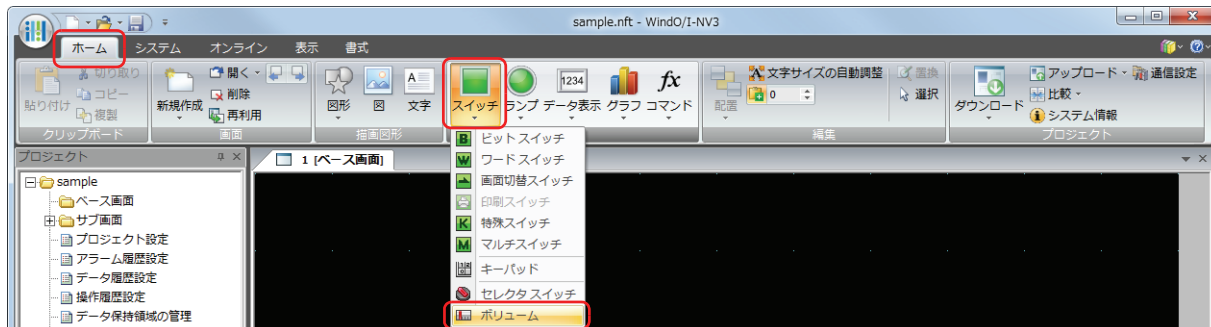 sample.nft - WindO/I-NV3
ホーム システム オンライン 表示 書式
切り取り 開く 文字サイズの自動調整 置換 アップロード 通信設定
コピー 削除 A 1234 fx 0 選択 比較
貼り付け 複製 新規作成 再利用 図形 図 文字 スイッチ ランプ データ表示 グラフ コマンド 配置 ダウンロード システム情報
クリップボード 画面 描画図形 編集 プロジェクト
プロジェクト 1 [ベース画面]
B ビット スイッチ
sample W ワード スイッチ
ベース画面 画面切替スイッチ
サブ画面 印刷スイッチ
プロジェクト設定 K 特殊スイッチ
アラーム履歴設定 M マルチスイッチ
データ履歴設定 キーパッド
操作履歴設定 セレクタ スイッチ
データ保持領域の管理 ボリューム